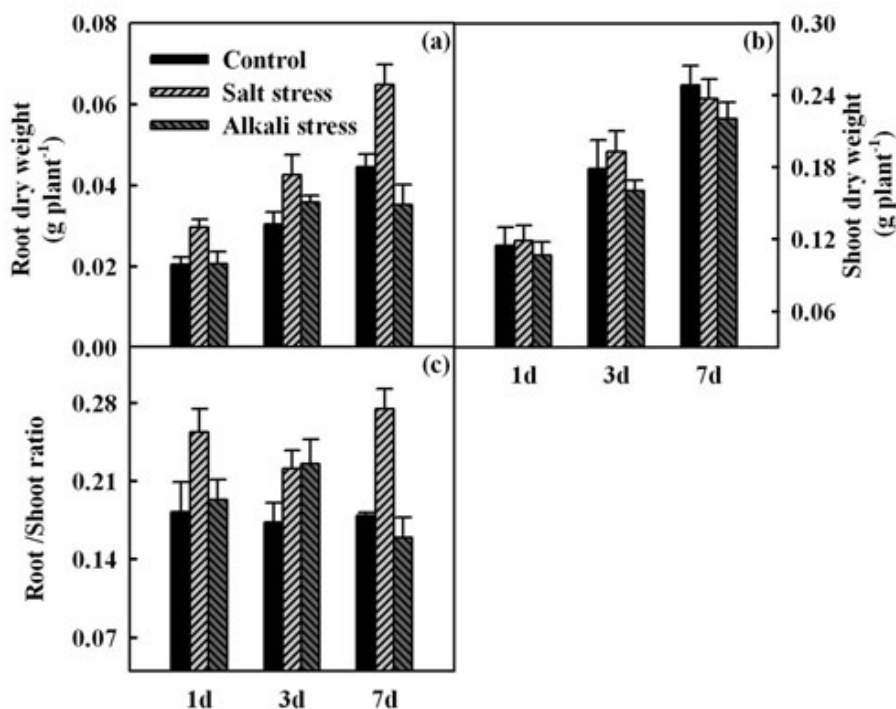 (a)
Control
Salt stress
Alkali stress
Root dry weight
(g plant⁻¹)
0.08
0.06
0.04
0.02
0.00
(b)
0.30
0.24
0.18
0.12
0.06
Shoot dry weight
(g plant⁻¹)
1d 3d 7d
(c)
Root /Shoot ratio
0.28
0.21
0.14
0.07
1d 3d 7d